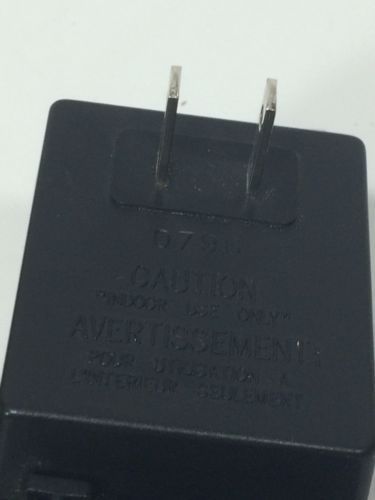 CAUTION
"INDOOR USE ONLY"
AVERTISSEMENT:
POUR UTILISATION A
L'INTERIEUR SEULEMENT